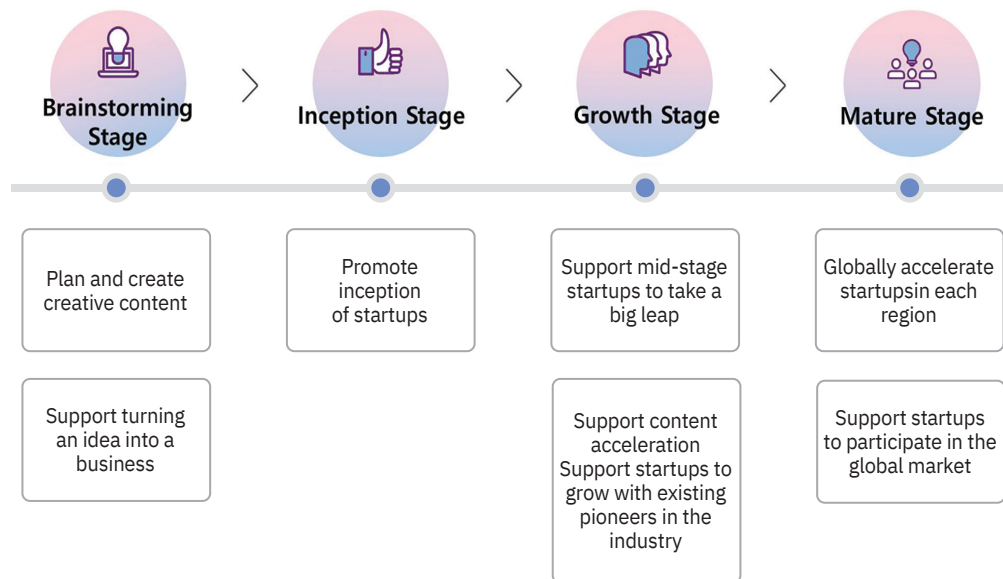 Brainstorming
Stage
Inception Stage
Growth Stage
Mature Stage
Plan and create
creative content
Support turning
an idea into a
business
Promote
inception
of startups
Support mid-stage
startups to take a
big leap
Support content
acceleration
Support startups to
grow with existing
pioneers in the
industry
Globally accelerate
startupsin each
region
Support startups
to participate in the
global market